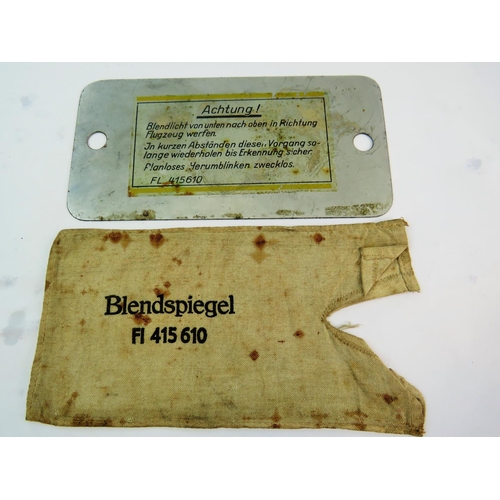 Achtung!
Blendlicht von unten nach oben in Richtung
Flugzeug werfen.
In kurzen Abständen diesen Vorgang so-
lange wiederholen bis Erkennung sicher.
Planloses Herumblinken zwecklos.
FL 415610
Blendspiegel
Fl 415 610